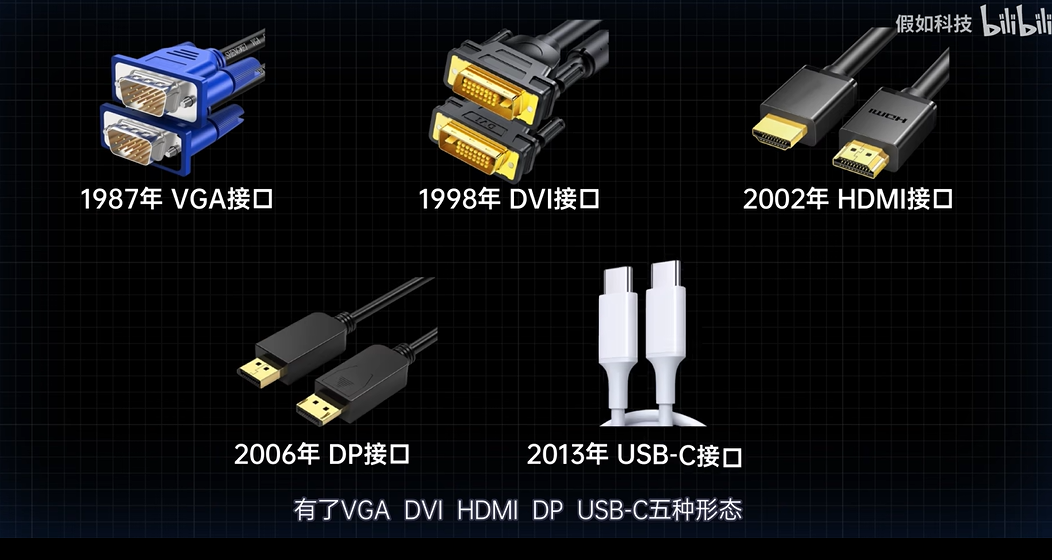 假如科技 bilibili
1987年 VGA接口
1998年 DVI接口
2002年 HDMI接口
HDMI
2006年 DP接口
2013年 USB-C接口
有了VGA DVI HDMI DP USB-C五种形态